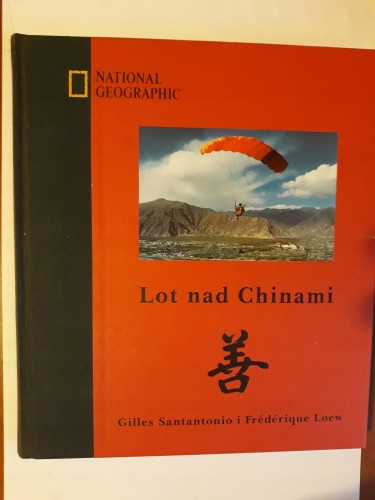 NATIONAL
GEOGRAPHIC
Lot nad Chinami
善
Gilles Santantonio i Frédérique Loew